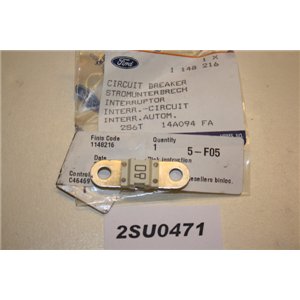 Ford
1 X
1 148 216
CIRCUIT BREAKER
STROMUNTERBRECH
INTERRUPTOR
INTERR.-CIRCUIT
INTERR.AUTOM.
2S6T 14A094 FA
Finis Code
1148216
Quantity
1
5-F05
Date
80
2SU0471